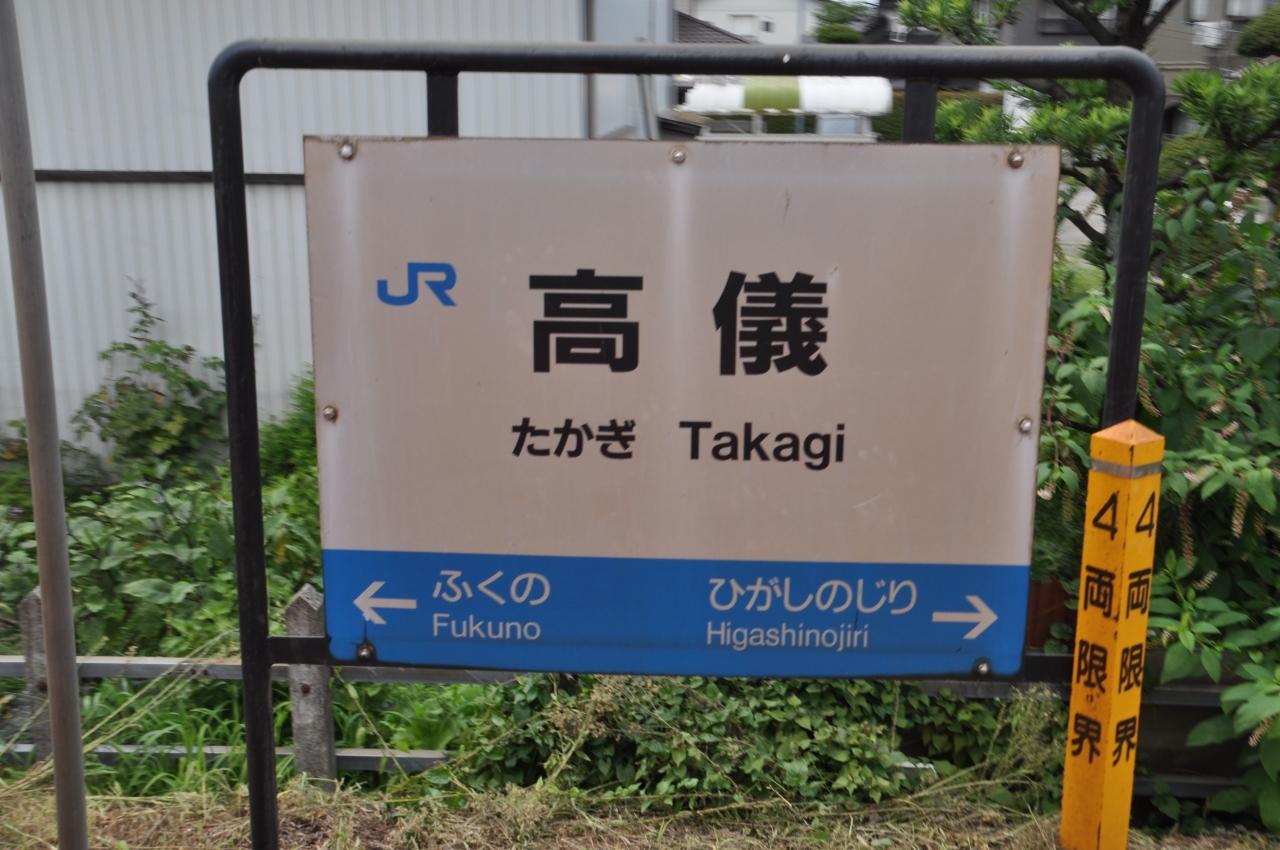 JR
高儀
たかぎ Takagi
← ふくの
Fukuno
ひがしのじり →
Higashinojiri
4両限界
4両限界